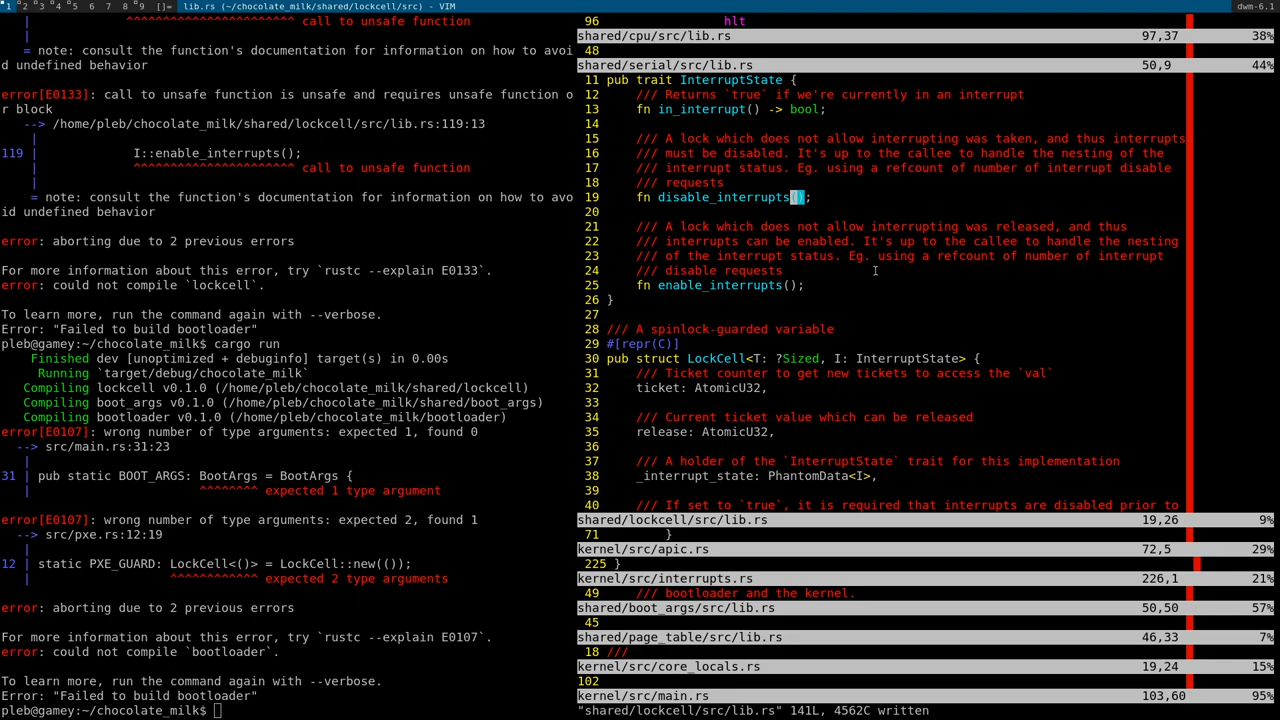 1 2 3 4 5 6 7 8 9 []= lib.rs (~/chocolate_milk/shared/lockcell/src) - VIM dwm-6.1
^^^^^^^^^^^^^^^^^^^^^^^ call to unsafe function
|
= note: consult the function's documentation for information on how to avoi
d undefined behavior
error[E0133]: call to unsafe function is unsafe and requires unsafe function o
r block
--> /home/pleb/chocolate_milk/shared/lockcell/src/lib.rs:119:13
|
119 | I::enable_interrupts();
| ^^^^^^^^^^^^^^^^^^^^^^ call to unsafe function
|
= note: consult the function's documentation for information on how to avo
id undefined behavior
error: aborting due to 2 previous errors
For more information about this error, try `rustc --explain E0133`.
error: could not compile `lockcell`.
To learn more, run the command again with --verbose.
Error: "Failed to build bootloader"
pleb@gamey:~/chocolate_milk$ cargo run
Finished dev [unoptimized + debuginfo] target(s) in 0.00s
Running `target/debug/chocolate_milk`
Compiling lockcell v0.1.0 (/home/pleb/chocolate_milk/shared/lockcell)
Compiling boot_args v0.1.0 (/home/pleb/chocolate_milk/shared/boot_args)
Compiling bootloader v0.1.0 (/home/pleb/chocolate_milk/bootloader)
error[E0107]: wrong number of type arguments: expected 1, found 0
--> src/main.rs:31:23
|
31 | pub static BOOT_ARGS: BootArgs = BootArgs {
| ^^^^^^^^ expected 1 type argument
error[E0107]: wrong number of type arguments: expected 2, found 1
--> src/pxe.rs:12:19
|
12 | static PXE_GUARD: LockCell<()> = LockCell::new(());
| ^^^^^^^^^^^^ expected 2 type arguments
error: aborting due to 2 previous errors
For more information about this error, try `rustc --explain E0107`.
error: could not compile `bootloader`.
To learn more, run the command again with --verbose.
Error: "Failed to build bootloader"
pleb@gamey:~/chocolate_milk$
96 hlt
shared/cpu/src/lib.rs 97,37 38%
48
shared/serial/src/lib.rs 50,9 44%
11 pub trait InterruptState {
12 /// Returns `true` if we're currently in an interrupt
13 fn in_interrupt() -> bool;
14
15 /// A lock which does not allow interrupting was taken, and thus interrupts
16 /// must be disabled. It's up to the callee to handle the nesting of the
17 /// interrupt status. Eg. using a refcount of number of interrupt disable
18 /// requests
19 fn disable_interrupts();
20
21 /// A lock which does not allow interrupting was released, and thus
22 /// interrupts can be enabled. It's up to the callee to handle the nesting
23 /// of the interrupt status. Eg. using a refcount of number of interrupt
24 /// disable requests
25 fn enable_interrupts();
26 }
27
28 /// A spinlock-guarded variable
29 #[repr(C)]
30 pub struct LockCell<T: ?Sized, I: InterruptState> {
31 /// Ticket counter to get new tickets to access the `val`
32 ticket: AtomicU32,
33
34 /// Current ticket value which can be released
35 release: AtomicU32,
36
37 /// A holder of the `InterruptState` trait for this implementation
38 _interrupt_state: PhantomData<I>,
39
40 /// If set to `true`, it is required that interrupts are disabled prior to
shared/lockcell/src/lib.rs 19,26 9%
71 }
kernel/src/apic.rs 72,5 29%
225 }
kernel/src/interrupts.rs 226,1 21%
49 /// bootloader and the kernel.
shared/boot_args/src/lib.rs 50,50 57%
45
shared/page_table/src/lib.rs 46,33 7%
18 ///
kernel/src/core_locals.rs 19,24 15%
102
kernel/src/main.rs 103,60 95%
"shared/lockcell/src/lib.rs" 141L, 4562C written